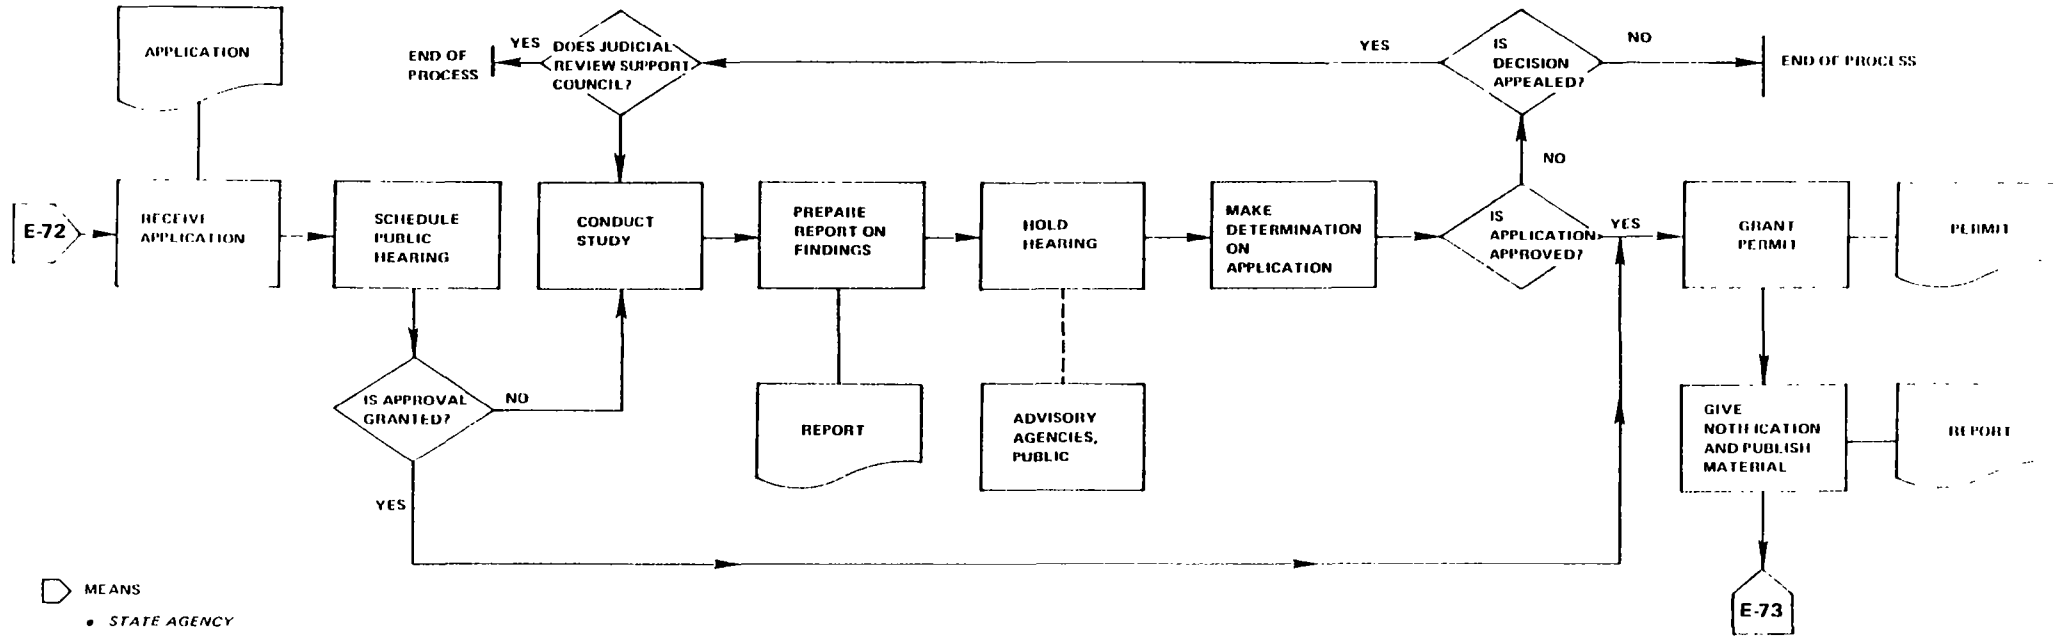 APPLICATION
END OF
PROCESS
YES
DOES JUDICIAL
REVIEW SUPPORT
COUNCIL?
YES
IS
DECISION
APPEALED?
NO
END OF PROCESS
NO
E-72
RECEIVE
APPLICATION
SCHEDULE
PUBLIC
HEARING
CONDUCT
STUDY
PREPARE
REPORT ON
FINDINGS
HOLD
HEARING
MAKE
DETERMINATION
ON
APPLICATION
IS
APPLICATION
APPROVED?
YES
GRANT
PERMIT
PERMIT
IS APPROVAL
GRANTED?
NO
REPORT
ADVISORY
AGENCIES,
PUBLIC
GIVE
NOTIFICATION
AND PUBLISH
MATERIAL
REPORT
YES
E-73
MEANS
• STATE AGENCY